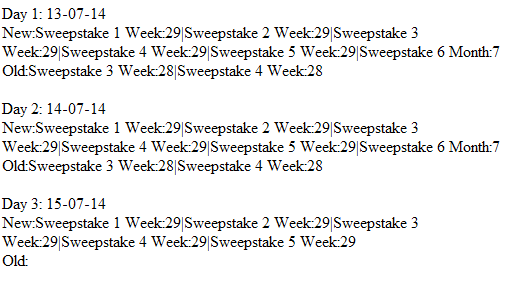 Day 1: 13-07-14
New:Sweepstake 1 Week:29|Sweepstake 2 Week:29|Sweepstake 3
Week:29|Sweepstake 4 Week:29|Sweepstake 5 Week:29|Sweepstake 6 Month:7
Old:Sweepstake 3 Week:28|Sweepstake 4 Week:28
Day 2: 14-07-14
New:Sweepstake 1 Week:29|Sweepstake 2 Week:29|Sweepstake 3
Week:29|Sweepstake 4 Week:29|Sweepstake 5 Week:29|Sweepstake 6 Month:7
Old:Sweepstake 3 Week:28|Sweepstake 4 Week:28
Day 3: 15-07-14
New:Sweepstake 1 Week:29|Sweepstake 2 Week:29|Sweepstake 3
Week:29|Sweepstake 4 Week:29|Sweepstake 5 Week:29
Old: